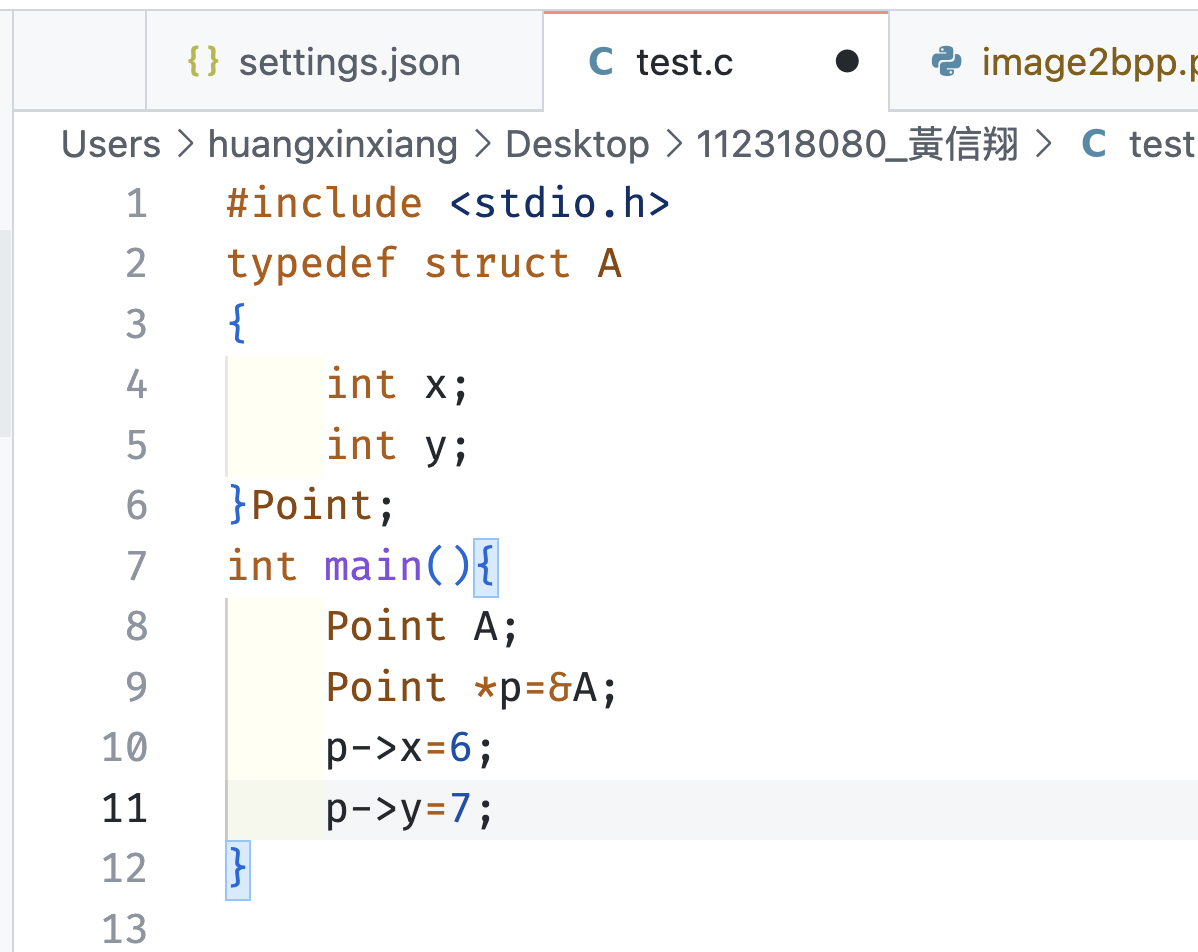 {} settings.json C test.c ● image2bpp.p
Users > huangxinxiang > Desktop > 112318080_黃信翔 > C test
1 #include <stdio.h>
2 typedef struct A
3 {
4     int x;
5     int y;
6 }Point;
7 int main(){
8     Point A;
9     Point *p=&A;
10     p->x=6;
11     p->y=7;
12 }
13